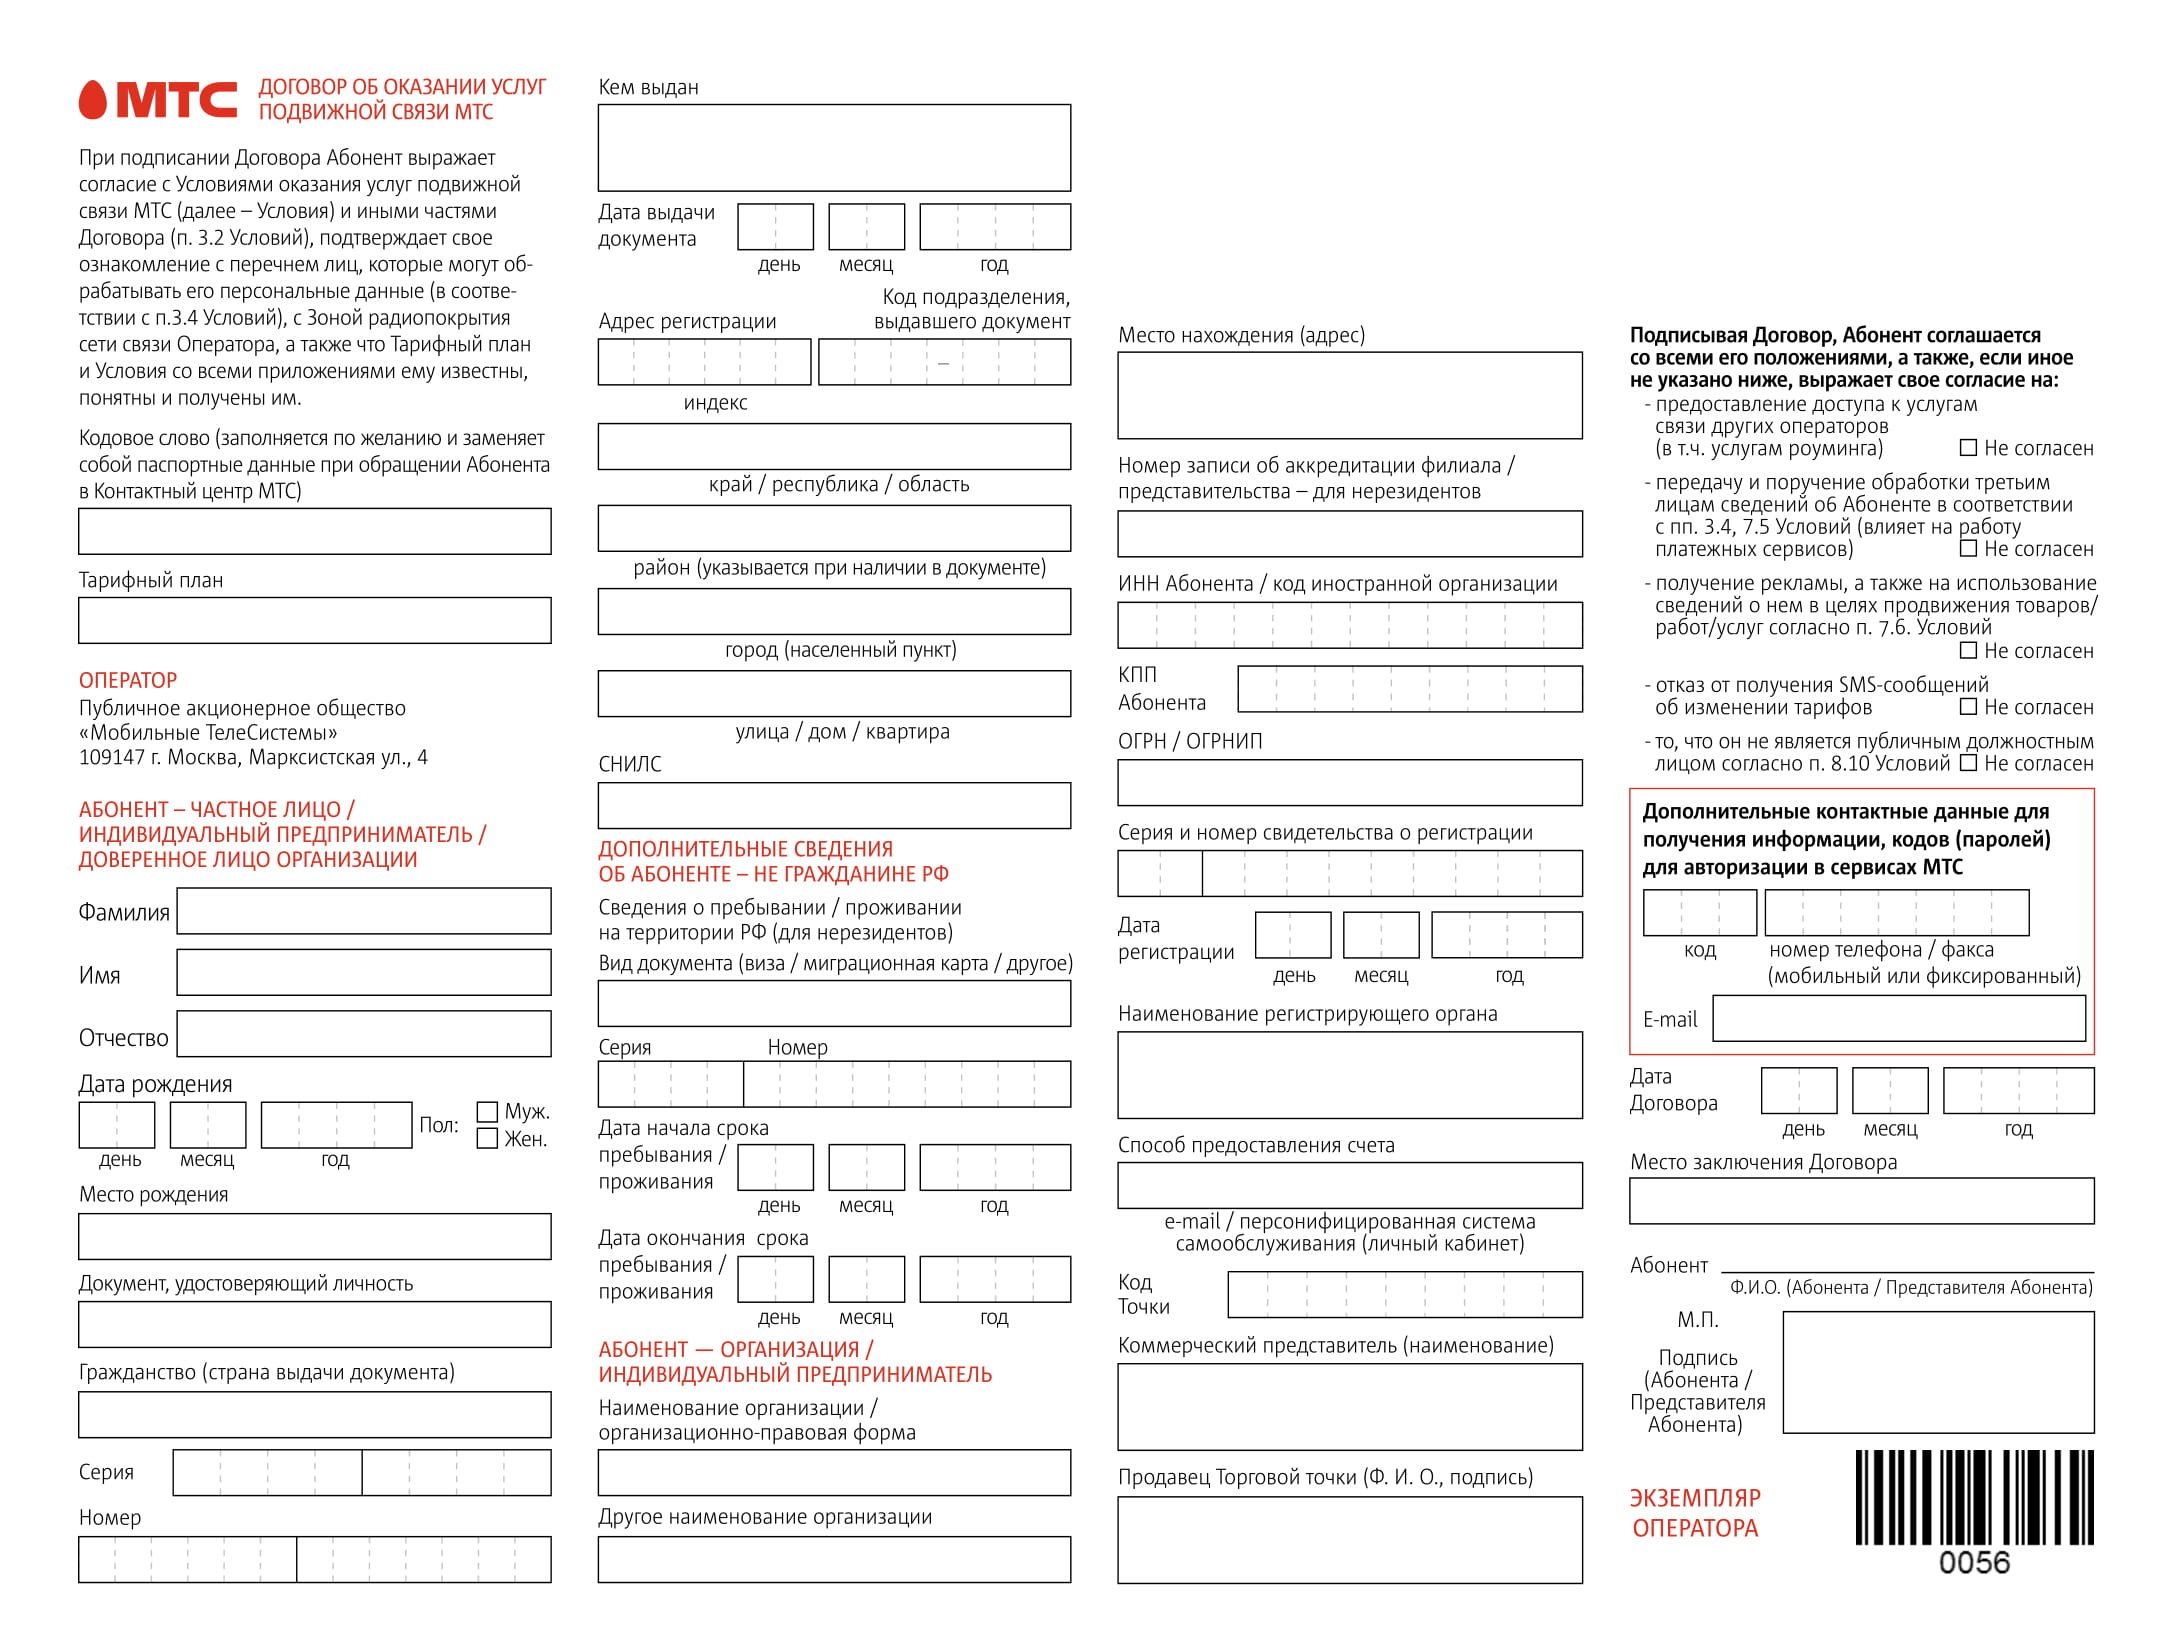 МТС
ДОГОВОР ОБ ОКАЗАНИИ УСЛУГ
ПОДВИЖНОЙ СВЯЗИ МТС
При подписании Договора Абонент выражает
согласие с Условиями оказания услуг подвижной
связи МТС (далее – Условия) и иными частями
Договора (п. 3.2 Условий), подтверждает свое
ознакомление с перечнем лиц, которые могут об-
рабатывать его персональные данные (в соотве-
тствии с п.3.4 Условий), с Зоной радиопокрытия
сети связи Оператора, а также что Тарифный план
и Условия со всеми приложениями ему известны,
понятны и получены им.
Кодовое слово (заполняется по желанию и заменяет
собой паспортные данные при обращении Абонента
в Контактный центр МТС)
Тарифный план
ОПЕРАТОР
Публичное акционерное общество
«Мобильные ТелеСистемы»
109147 г. Москва, Марксистская ул., 4
АБОНЕНТ – ЧАСТНОЕ ЛИЦО /
ИНДИВИДУАЛЬНЫЙ ПРЕДПРИНИМАТЕЛЬ /
ДОВЕРЕННОЕ ЛИЦО ОРГАНИЗАЦИИ
Фамилия
Имя
Отчество
Дата рождения
Пол:
Муж.
Жен.
день месяц год
Место рождения
Документ, удостоверяющий личность
Гражданство (страна выдачи документа)
Серия
Номер
Кем выдан
Дата выдачи
документа
день месяц год
Код подразделения,
Адрес регистрации выдавшего документ
–
индекс
край / республика / область
район (указывается при наличии в документе)
город (населенный пункт)
улица / дом / квартира
СНИЛС
ДОПОЛНИТЕЛЬНЫЕ СВЕДЕНИЯ
ОБ АБОНЕНТЕ – НЕ ГРАЖДАНИНЕ РФ
Сведения о пребывании / проживании
на территории РФ (для нерезидентов)
Вид документа (виза / миграционная карта / другое)
Серия Номер
Дата начала срока
пребывания /
проживания
день месяц год
Дата окончания срока
пребывания /
проживания
день месяц год
АБОНЕНТ — ОРГАНИЗАЦИЯ /
ИНДИВИДУАЛЬНЫЙ ПРЕДПРИНИМАТЕЛЬ
Наименование организации /
организационно-правовая форма
Другое наименование организации
Место нахождения (адрес)
Номер записи об аккредитации филиала /
представительства – для нерезидентов
ИНН Абонента / код иностранной организации
КПП
Абонента
ОГРН / ОГРНИП
Серия и номер свидетельства о регистрации
Дата
регистрации
день месяц год
Наименование регистрирующего органа
Способ предоставления счета
e-mail / персонифицированная система
самообслуживания (личный кабинет)
Код
Точки
Коммерческий представитель (наименование)
Продавец Торговой точки (Ф. И. О., подпись)
Подписывая Договор, Абонент соглашается
со всеми его положениями, а также, если иное
не указано ниже, выражает свое согласие на:
- предоставление доступа к услугам
связи других операторов
(в т.ч. услугам роуминга) Не согласен
- передачу и поручение обработки третьим
лицам сведений об Абоненте в соответствии
с пп. 3.4, 7.5 Условий (влияет на работу
платежных сервисов) Не согласен
- получение рекламы, а также на использование
сведений о нем в целях продвижения товаров/
работ/услуг согласно п. 7.6. Условий
Не согласен
- отказ от получения SMS-сообщений
об изменении тарифов Не согласен
- то, что он не является публичным должностным
лицом согласно п. 8.10 Условий Не согласен
Дополнительные контактные данные для
получения информации, кодов (паролей)
для авторизации в сервисах МТС
код номер телефона / факса
(мобильный или фиксированный)
E-mail
Дата
Договора
день месяц год
Место заключения Договора
Абонент
Ф.И.О. (Абонента / Представителя Абонента)
М.П.
Подпись
(Абонента /
Представителя
Абонента)
ЭКЗЕМПЛЯР
ОПЕРАТОРА
0056